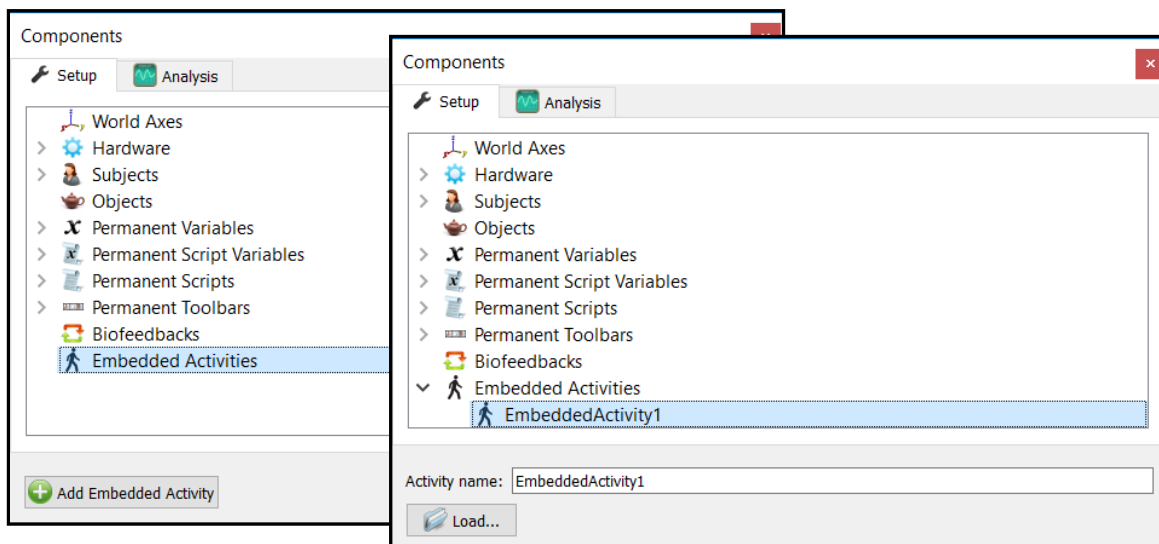 Components
Setup
Analysis
World Axes
Hardware
Subjects
Objects
Permanent Variables
Permanent Script Variables
Permanent Scripts
Permanent Toolbars
Biofeedbacks
Embedded Activities
Add Embedded Activity
Components
Setup
Analysis
World Axes
Hardware
Subjects
Objects
Permanent Variables
Permanent Script Variables
Permanent Scripts
Permanent Toolbars
Biofeedbacks
Embedded Activities
EmbeddedActivity1
Activity name: EmbeddedActivity1
Load...